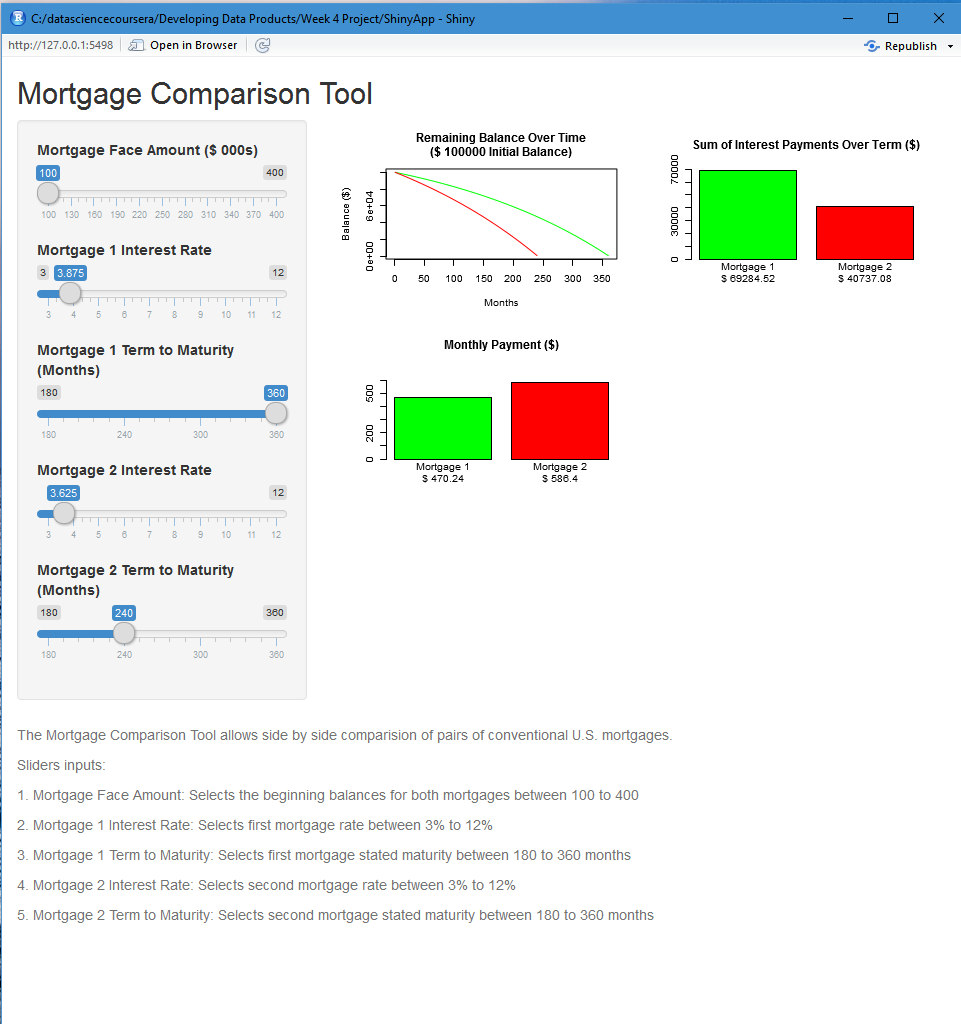 C:/datasciencecoursera/Developing Data Products/Week 4 Project/ShinyApp - Shiny
http://127.0.0.1:5498 Open in Browser Republish
Mortgage Comparison Tool
Mortgage Face Amount ($ 000s)
100 400
100 130 160 190 220 250 280 310 340 370 400
Mortgage 1 Interest Rate
3 3.875 12
3 4 5 6 7 8 9 10 11 12
Mortgage 1 Term to Maturity
(Months)
180 360
180 240 300 360
Mortgage 2 Interest Rate
3.625 12
3 4 5 6 7 8 9 10 11 12
Mortgage 2 Term to Maturity
(Months)
180 240 360
180 240 300 360
Remaining Balance Over Time
($ 100000 Initial Balance)
Balance ($)
0e+00 6e+04
0 50 100 150 200 250 300 350
Months
Sum of Interest Payments Over Term ($)
0 30000 70000
Mortgage 1 Mortgage 2
$ 69284.52 $ 40737.08
Monthly Payment ($)
0 200 500
Mortgage 1 Mortgage 2
$ 470.24 $ 586.4
The Mortgage Comparison Tool allows side by side comparision of pairs of conventional U.S. mortgages.
Sliders inputs:
1. Mortgage Face Amount: Selects the beginning balances for both mortgages between 100 to 400
2. Mortgage 1 Interest Rate: Selects first mortgage rate between 3% to 12%
3. Mortgage 1 Term to Maturity: Selects first mortgage stated maturity between 180 to 360 months
4. Mortgage 2 Interest Rate: Selects second mortgage rate between 3% to 12%
5. Mortgage 2 Term to Maturity: Selects second mortgage stated maturity between 180 to 360 months